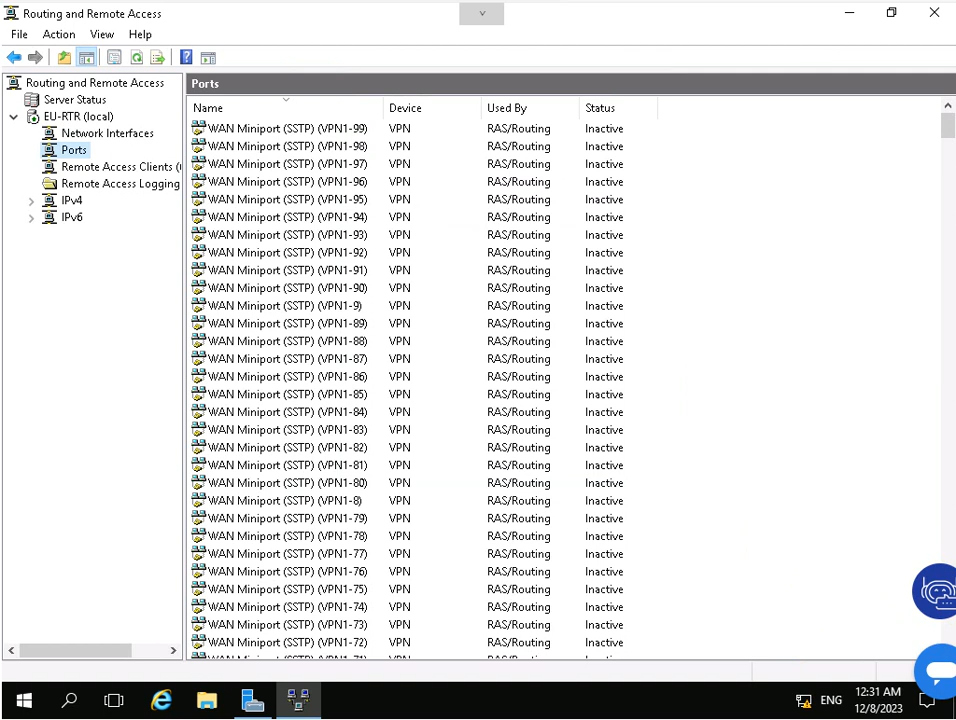 Routing and Remote Access
File Action View Help
Routing and Remote Access
Server Status
EU-RTR (local)
Network Interfaces
Ports
Remote Access Clients (
Remote Access Logging
IPv4
IPv6
Ports
Name Device Used By Status
WAN Miniport (SSTP) (VPN1-99) VPN RAS/Routing Inactive
WAN Miniport (SSTP) (VPN1-98) VPN RAS/Routing Inactive
WAN Miniport (SSTP) (VPN1-97) VPN RAS/Routing Inactive
WAN Miniport (SSTP) (VPN1-96) VPN RAS/Routing Inactive
WAN Miniport (SSTP) (VPN1-95) VPN RAS/Routing Inactive
WAN Miniport (SSTP) (VPN1-94) VPN RAS/Routing Inactive
WAN Miniport (SSTP) (VPN1-93) VPN RAS/Routing Inactive
WAN Miniport (SSTP) (VPN1-92) VPN RAS/Routing Inactive
WAN Miniport (SSTP) (VPN1-91) VPN RAS/Routing Inactive
WAN Miniport (SSTP) (VPN1-90) VPN RAS/Routing Inactive
WAN Miniport (SSTP) (VPN1-9) VPN RAS/Routing Inactive
WAN Miniport (SSTP) (VPN1-89) VPN RAS/Routing Inactive
WAN Miniport (SSTP) (VPN1-88) VPN RAS/Routing Inactive
WAN Miniport (SSTP) (VPN1-87) VPN RAS/Routing Inactive
WAN Miniport (SSTP) (VPN1-86) VPN RAS/Routing Inactive
WAN Miniport (SSTP) (VPN1-85) VPN RAS/Routing Inactive
WAN Miniport (SSTP) (VPN1-84) VPN RAS/Routing Inactive
WAN Miniport (SSTP) (VPN1-83) VPN RAS/Routing Inactive
WAN Miniport (SSTP) (VPN1-82) VPN RAS/Routing Inactive
WAN Miniport (SSTP) (VPN1-81) VPN RAS/Routing Inactive
WAN Miniport (SSTP) (VPN1-80) VPN RAS/Routing Inactive
WAN Miniport (SSTP) (VPN1-8) VPN RAS/Routing Inactive
WAN Miniport (SSTP) (VPN1-79) VPN RAS/Routing Inactive
WAN Miniport (SSTP) (VPN1-78) VPN RAS/Routing Inactive
WAN Miniport (SSTP) (VPN1-77) VPN RAS/Routing Inactive
WAN Miniport (SSTP) (VPN1-76) VPN RAS/Routing Inactive
WAN Miniport (SSTP) (VPN1-75) VPN RAS/Routing Inactive
WAN Miniport (SSTP) (VPN1-74) VPN RAS/Routing Inactive
WAN Miniport (SSTP) (VPN1-73) VPN RAS/Routing Inactive
WAN Miniport (SSTP) (VPN1-72) VPN RAS/Routing Inactive
ENG
12:31 AM
12/8/2023